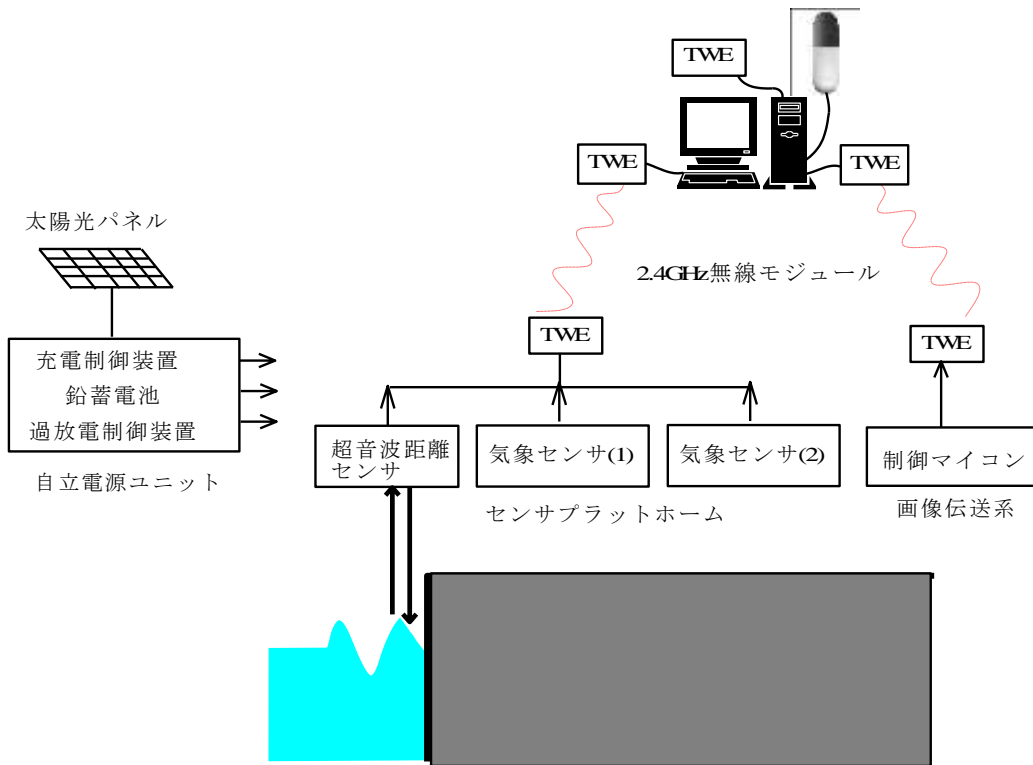 TWE
TWE
TWE
太陽光パネル
2.4GHz無線モジュール
TWE
TWE
充電制御装置
鉛蓄電池
過放電制御装置
自立電源ユニット
超音波距離
センサ
気象センサ(1)
気象センサ(2)
制御マイコン
センサプラットホーム
画像伝送系